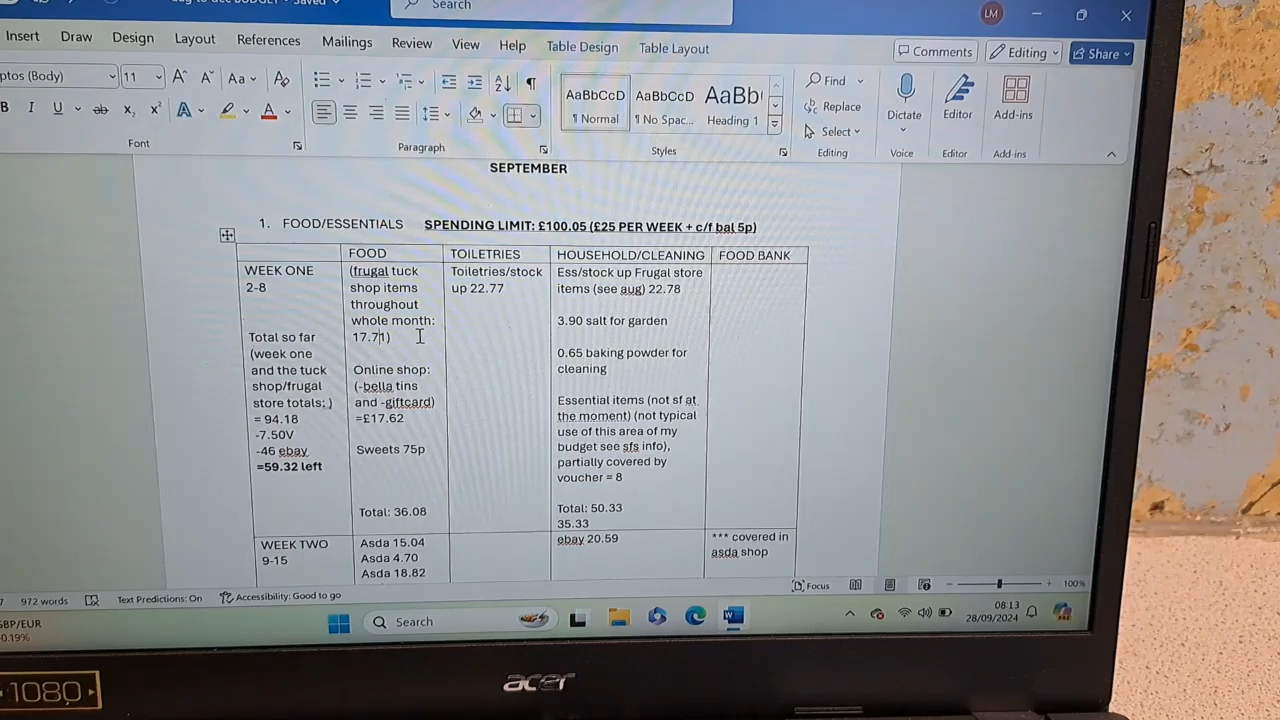 Search
LM
Insert Draw Design Layout References Mailings Review View Help Table Design Table Layout
Comments Editing Share
(Body) 11 Aa
Find
Replace
Select
AaBbCcD AaBbCcD AaBb
¶ Normal ¶ No Spac... Heading 1
Dictate Editor Add-ins
Font Paragraph Styles Editing Voice Editor Add-ins
SEPTEMBER
1. FOOD/ESSENTIALS SPENDING LIMIT: £100.05 (£25 PER WEEK + c/f bal 5p)
FOOD TOILETRIES HOUSEHOLD/CLEANING FOOD BANK
WEEK ONE
2-8
Total so far
(week one
and the tuck
shop/frugal
store totals; )
= 94.18
-7.50V
-46 ebay
=59.32 left
(frugal tuck
shop items
throughout
whole month:
17.71)
Online shop:
(-bella tins
and -giftcard)
=£17.62
Sweets 75p
Total: 36.08
Toiletries/stock
up 22.77
Ess/stock up Frugal store
items (see aug) 22.78
3.90 salt for garden
0.65 baking powder for
cleaning
Essential items (not sf at
the moment) (not typical
use of this area of my
budget see sfs info),
partially covered by
voucher = 8
Total: 50.33
35.33
WEEK TWO
9-15
Asda 15.04
Asda 4.70
Asda 18.82
ebay 20.59
*** covered in
asda shop
972 words Text Predictions: On Accessibility: Good to go Focus 100%
GBP/EUR
-0.19%
Search
08:13
28/09/2024
1080
acer